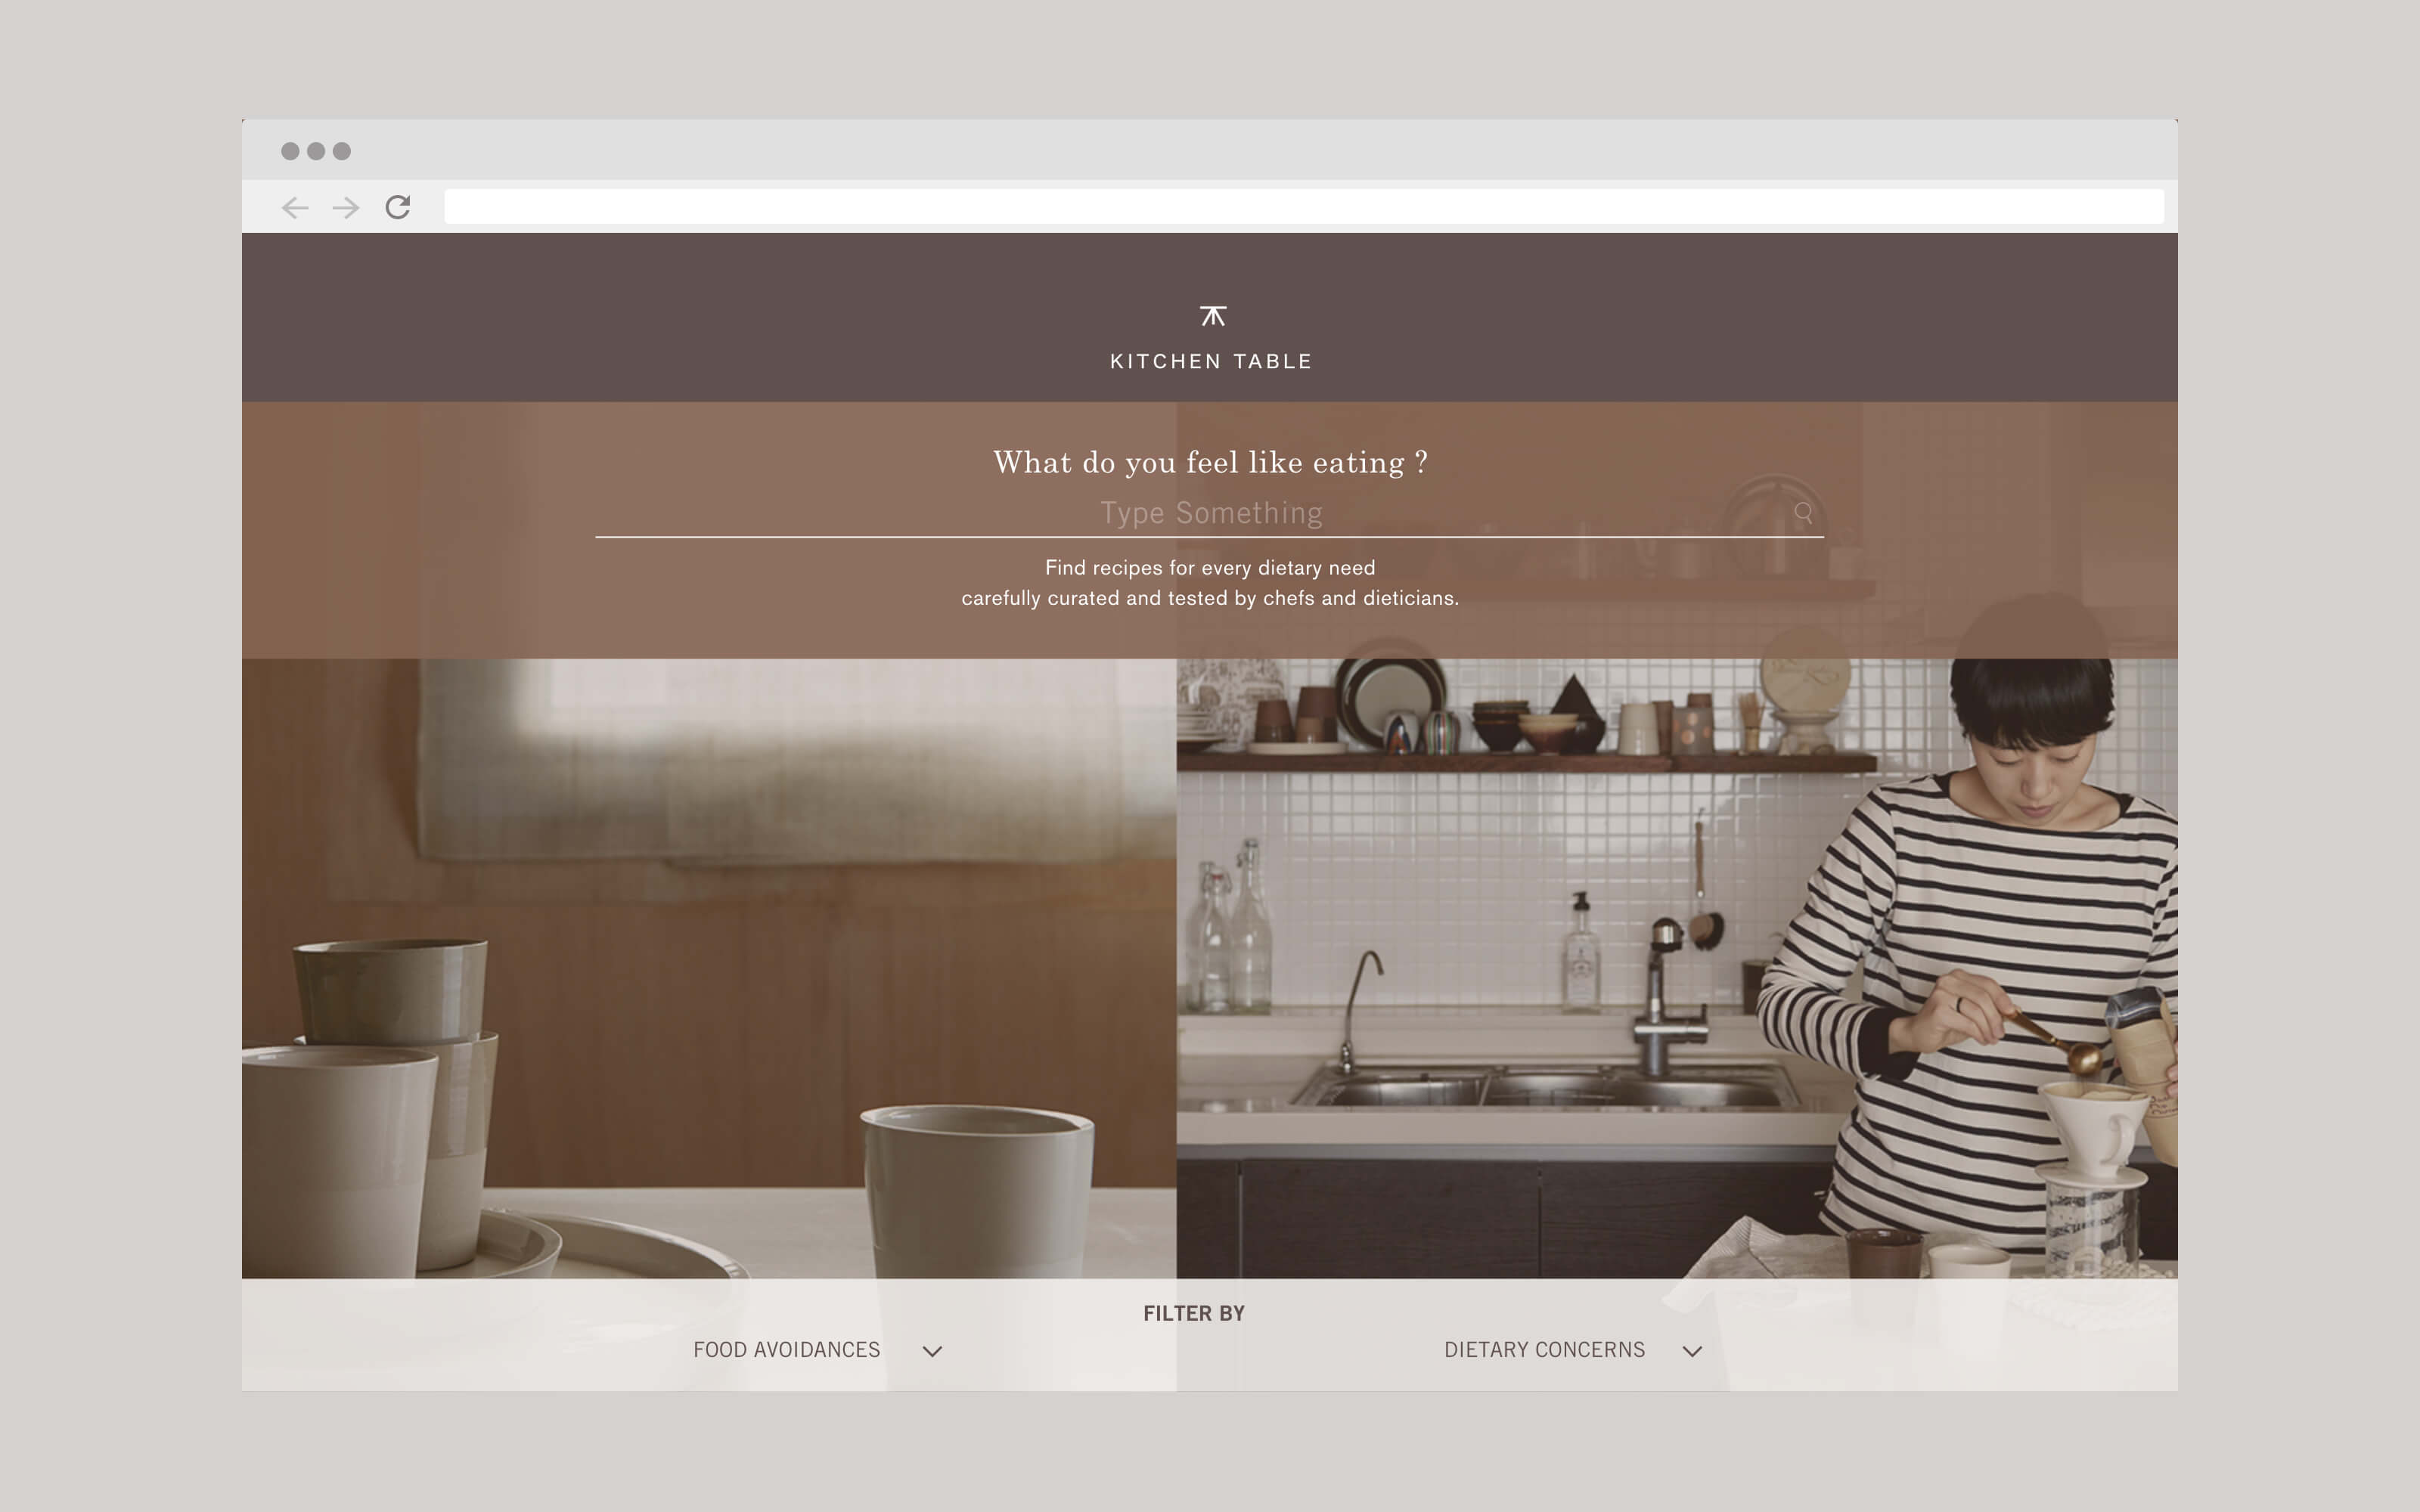 KITCHEN TABLE
What do you feel like eating ?
Type Something
Find recipes for every dietary need
carefully curated and tested by chefs and dieticians.
FILTER BY
FOOD AVOIDANCES
DIETARY CONCERNS